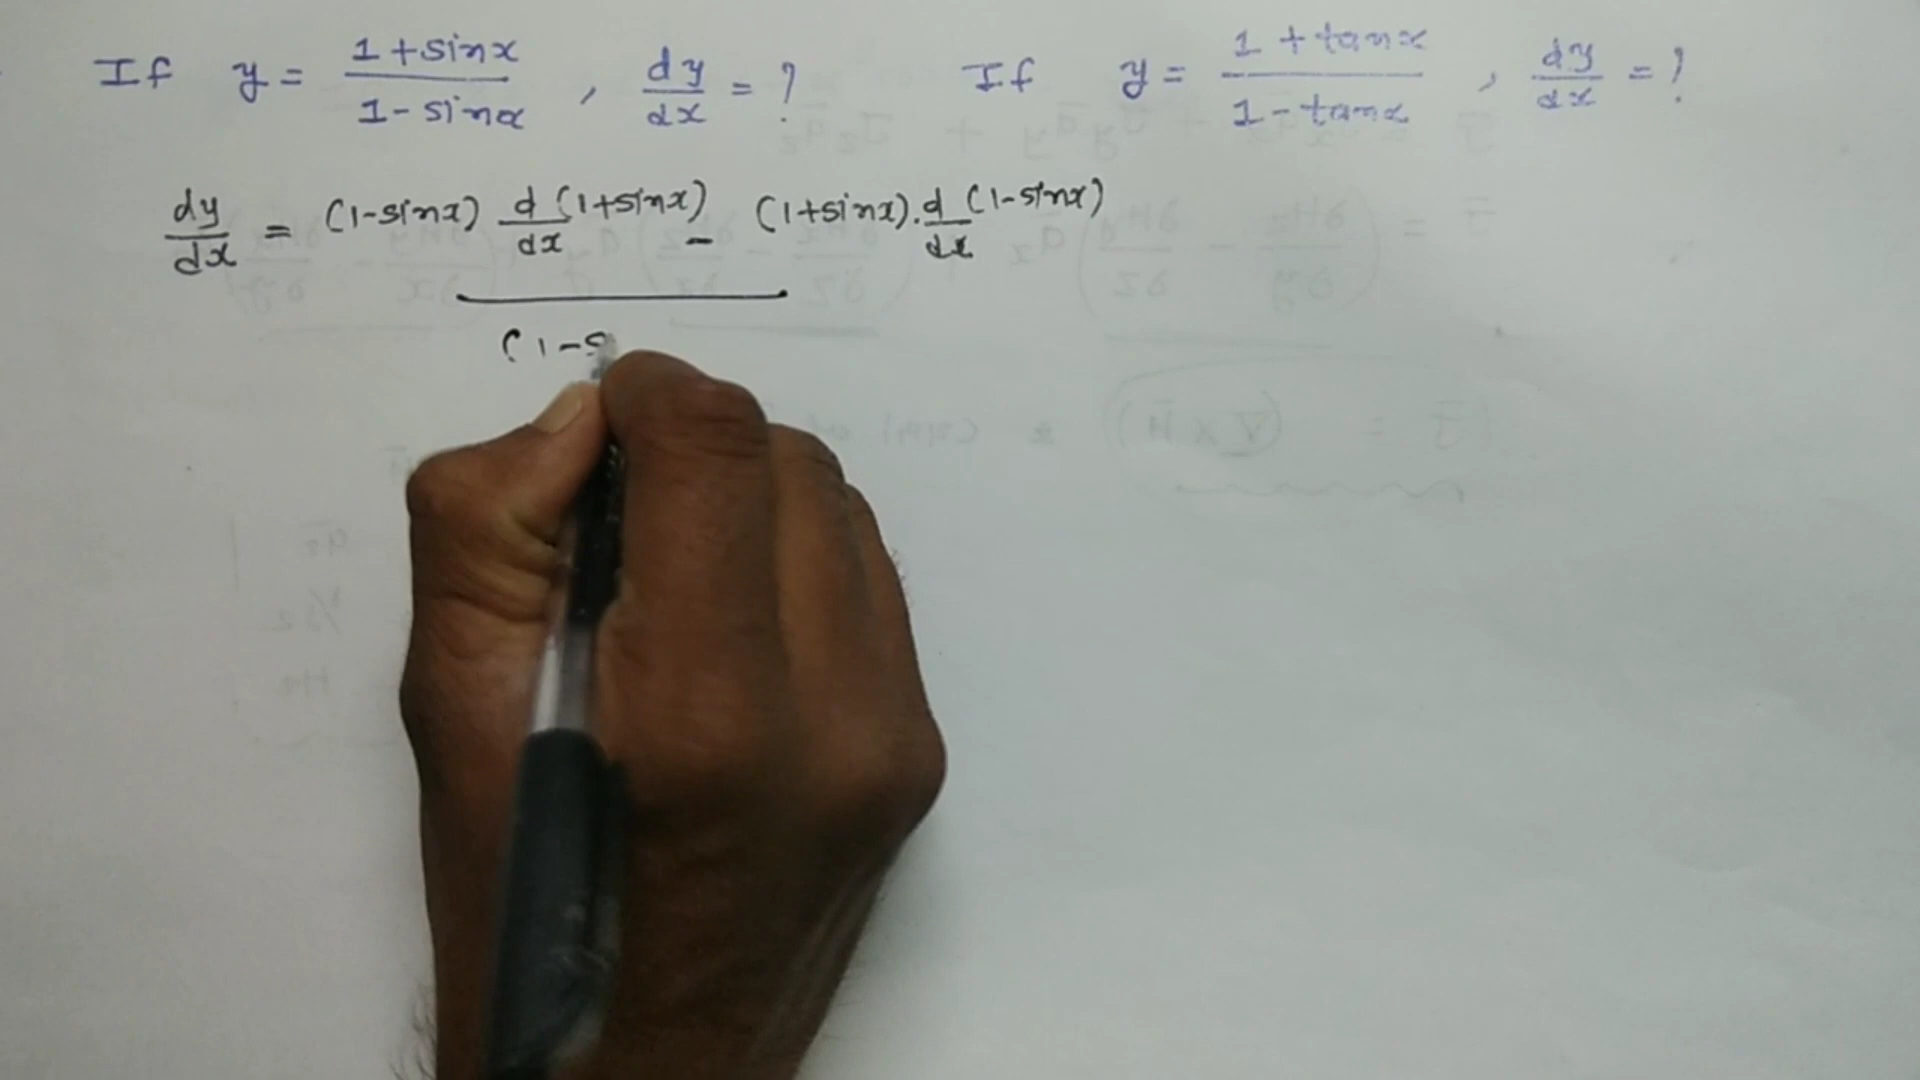 If y = 1+sinx / 1-sinx , dy/dx = ? If y = 1+tanx / 1-tanx , dy/dx = ?
dy/dx = (1-sinx) d/dx (1+sinx) - (1+sinx). d/dx (1-sinx)
(1-s